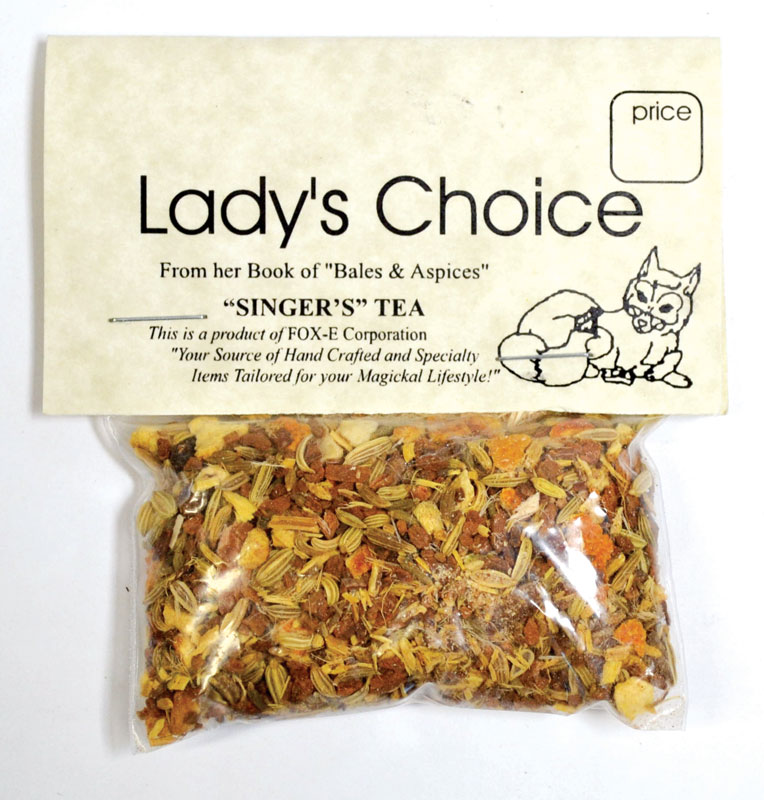 price
Lady's Choice
From her Book of "Bales & Aspices"
“SINGER’S” TEA
This is a product of FOX-E Corporation
"Your Source of Hand Crafted and Specialty
Items Tailored for your Magickal Lifestyle!"